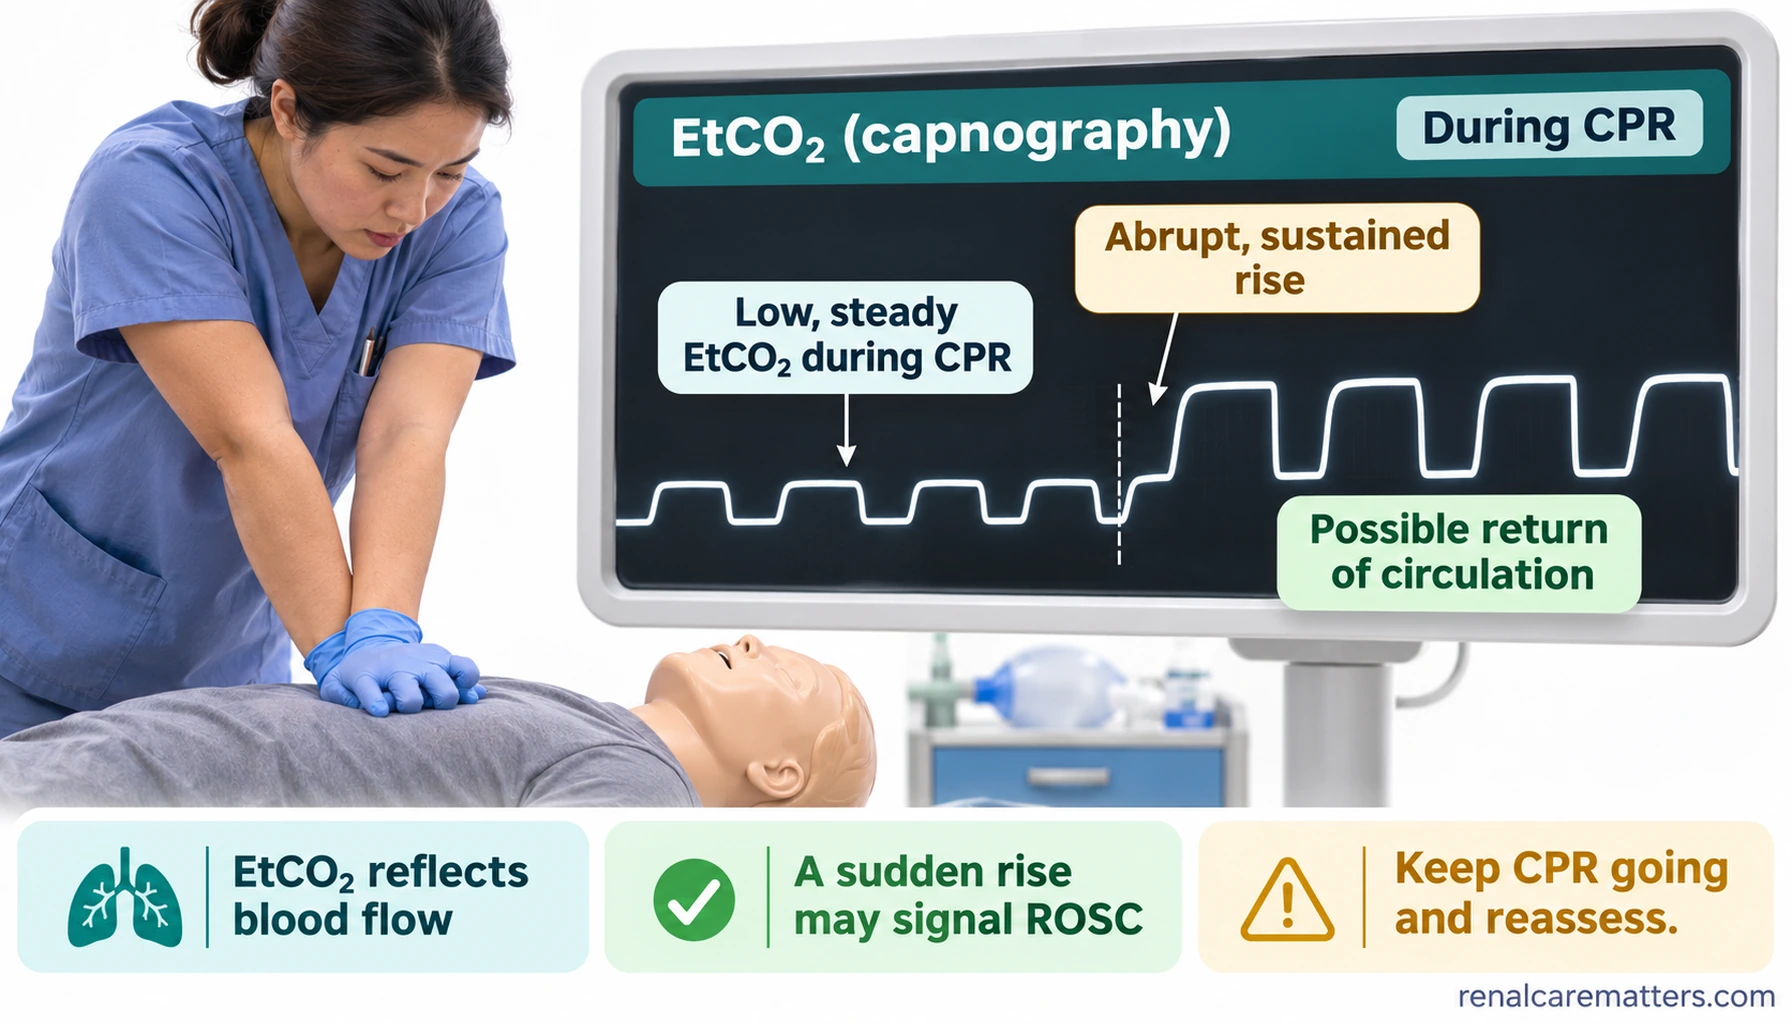 EtCO₂ (capnography)
During CPR
Abrupt, sustained
rise
Low, steady
EtCO₂ during CPR
Possible return
of circulation
EtCO₂ reflects
blood flow
A sudden rise
may signal ROSC
Keep CPR going
and reassess.
renalcarematters.com